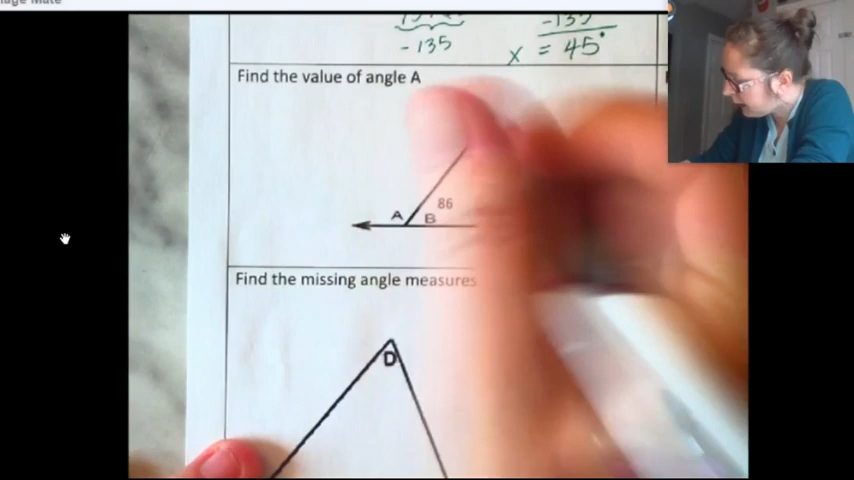 -135
-135
x = 45°
Find the value of angle A
86
A B
Find the missing angle measures
D